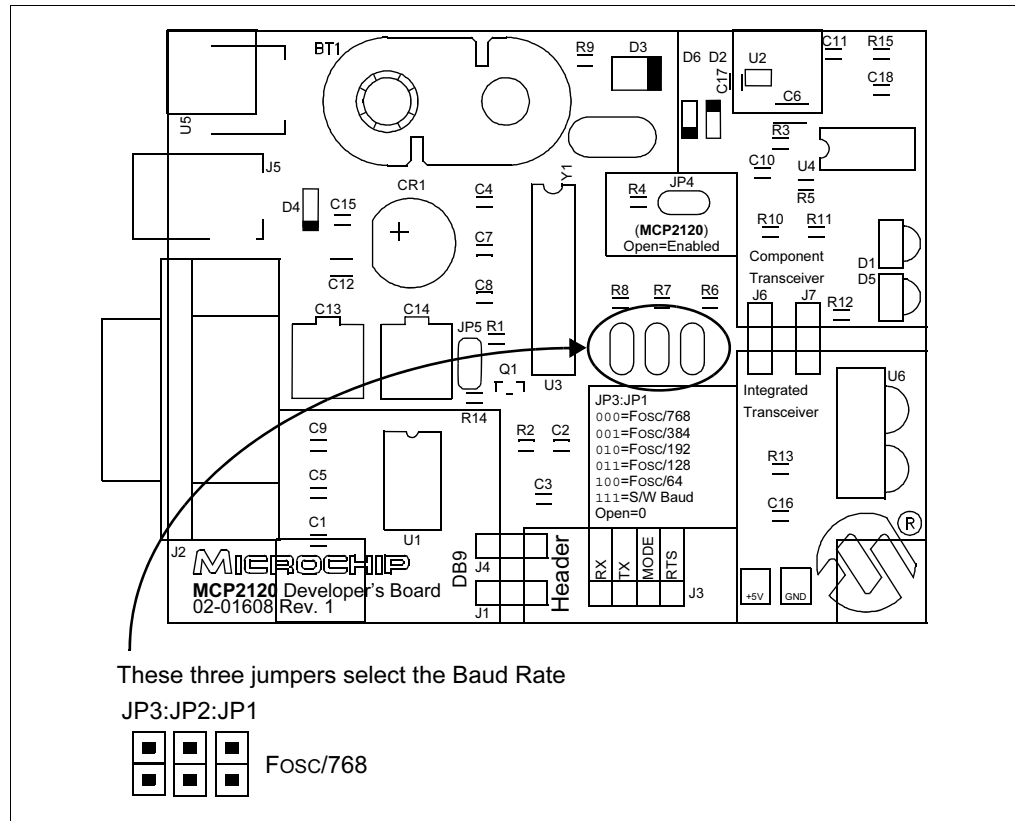 BT1
R9
D3
D6
D2
C17
U2
C11
R15
C18
C6
R3
U5
J5
Y1
C10
U4
R5
D4
C15
CR1
C4
R4
JP4
(MCP2120)
Open=Enabled
R10
R11
C7
C12
C8
Component
Transceiver
D1
D5
R8
R7
R6
J6
J7
R12
C13
C14
JP5
R1
Q1
U3
R14
U6
Integrated
Transceiver
JP3:JP1
000=FOSC/768
001=FOSC/384
010=FOSC/192
011=FOSC/128
100=FOSC/64
111=S/W Baud
Open=0
C9
C5
C1
U1
R2
C2
C3
R13
C16
J2
MICROCHIP
MCP2120 Developer's Board
02-01608 Rev. 1
DB9
J4
J1
Header
RX
TX
MODE
RTS
J3
+5V
GND
®
These three jumpers select the Baud Rate
JP3:JP2:JP1
FOSC/768